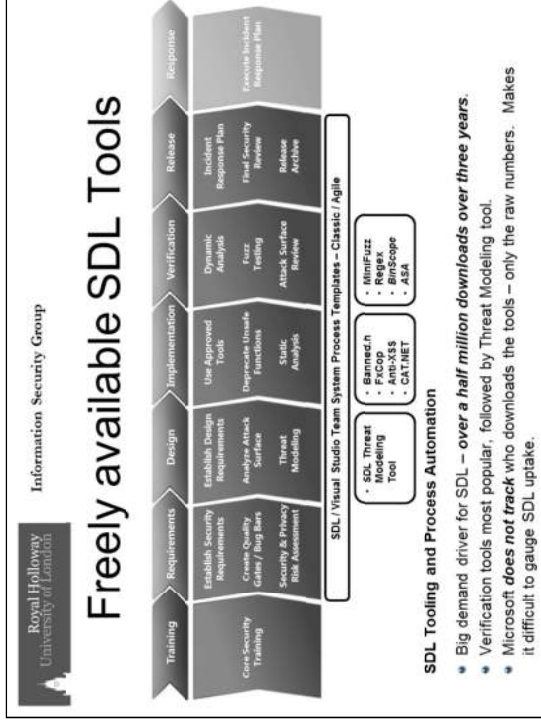 Royal Holloway
University of London
Information Security Group
Freely available SDL Tools
Training
Requirements
Design
Implementation
Verification
Release
Response
Core Security
Training
Establish Security
Requirements
Create Quality
Gates / Bug Bars
Security & Privacy
Risk Assessment
Establish Design
Requirements
Analyze Attack
Surface
Threat
Modeling
Use Approved
Tools
Deprecate Unsafe
Functions
Static
Analysis
Dynamic
Analysis
Fuzz
Testing
Attack Surface
Review
Incident
Response Plan
Final Security
Review
Release
Archive
Execute Incident
Response Plan
SDL / Visual Studio Team System Process Templates – Classic / Agile
• SDL Threat
Modeling
Tool
• Banned.h
• FxCop
• Anti-XSS
• CAT.NET
• MiniFuzz
• Regex
• BinScope
• ASA
SDL Tooling and Process Automation
Big demand driver for SDL – over a half million downloads over three years.
Verification tools most popular, followed by Threat Modeling tool.
Microsoft does not track who downloads the tools – only the raw numbers. Makes
it difficult to gauge SDL uptake.